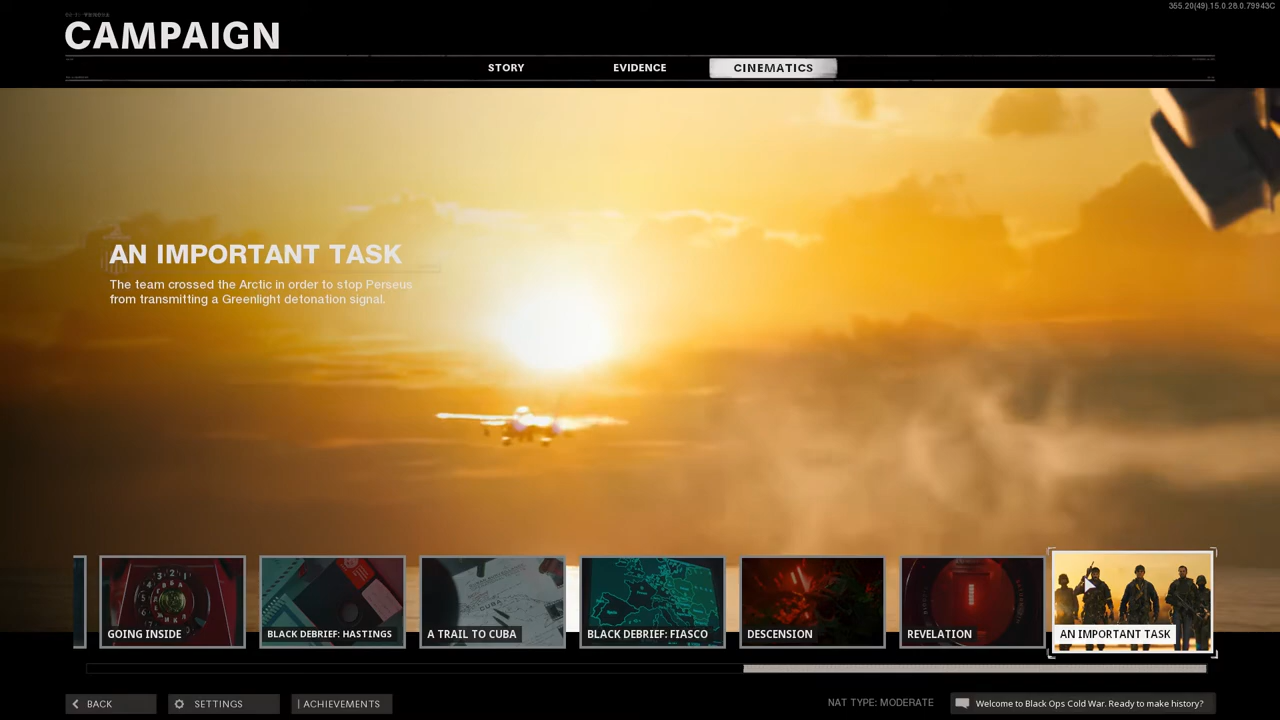 355.20(49).15.0.28.0.79943C
CAMPAIGN
STORY
EVIDENCE
CINEMATICS
AN IMPORTANT TASK
The team crossed the Arctic in order to stop Perseus
from transmitting a Greenlight detonation signal.
GOING INSIDE
BLACK DEBRIEF: HASTINGS
A TRAIL TO CUBA
BLACK DEBRIEF: FIASCO
DESCENSION
REVELATION
AN IMPORTANT TASK
BACK
SETTINGS
ACHIEVEMENTS
NAT TYPE: MODERATE
Welcome to Black Ops Cold War. Ready to make history?
CUBA